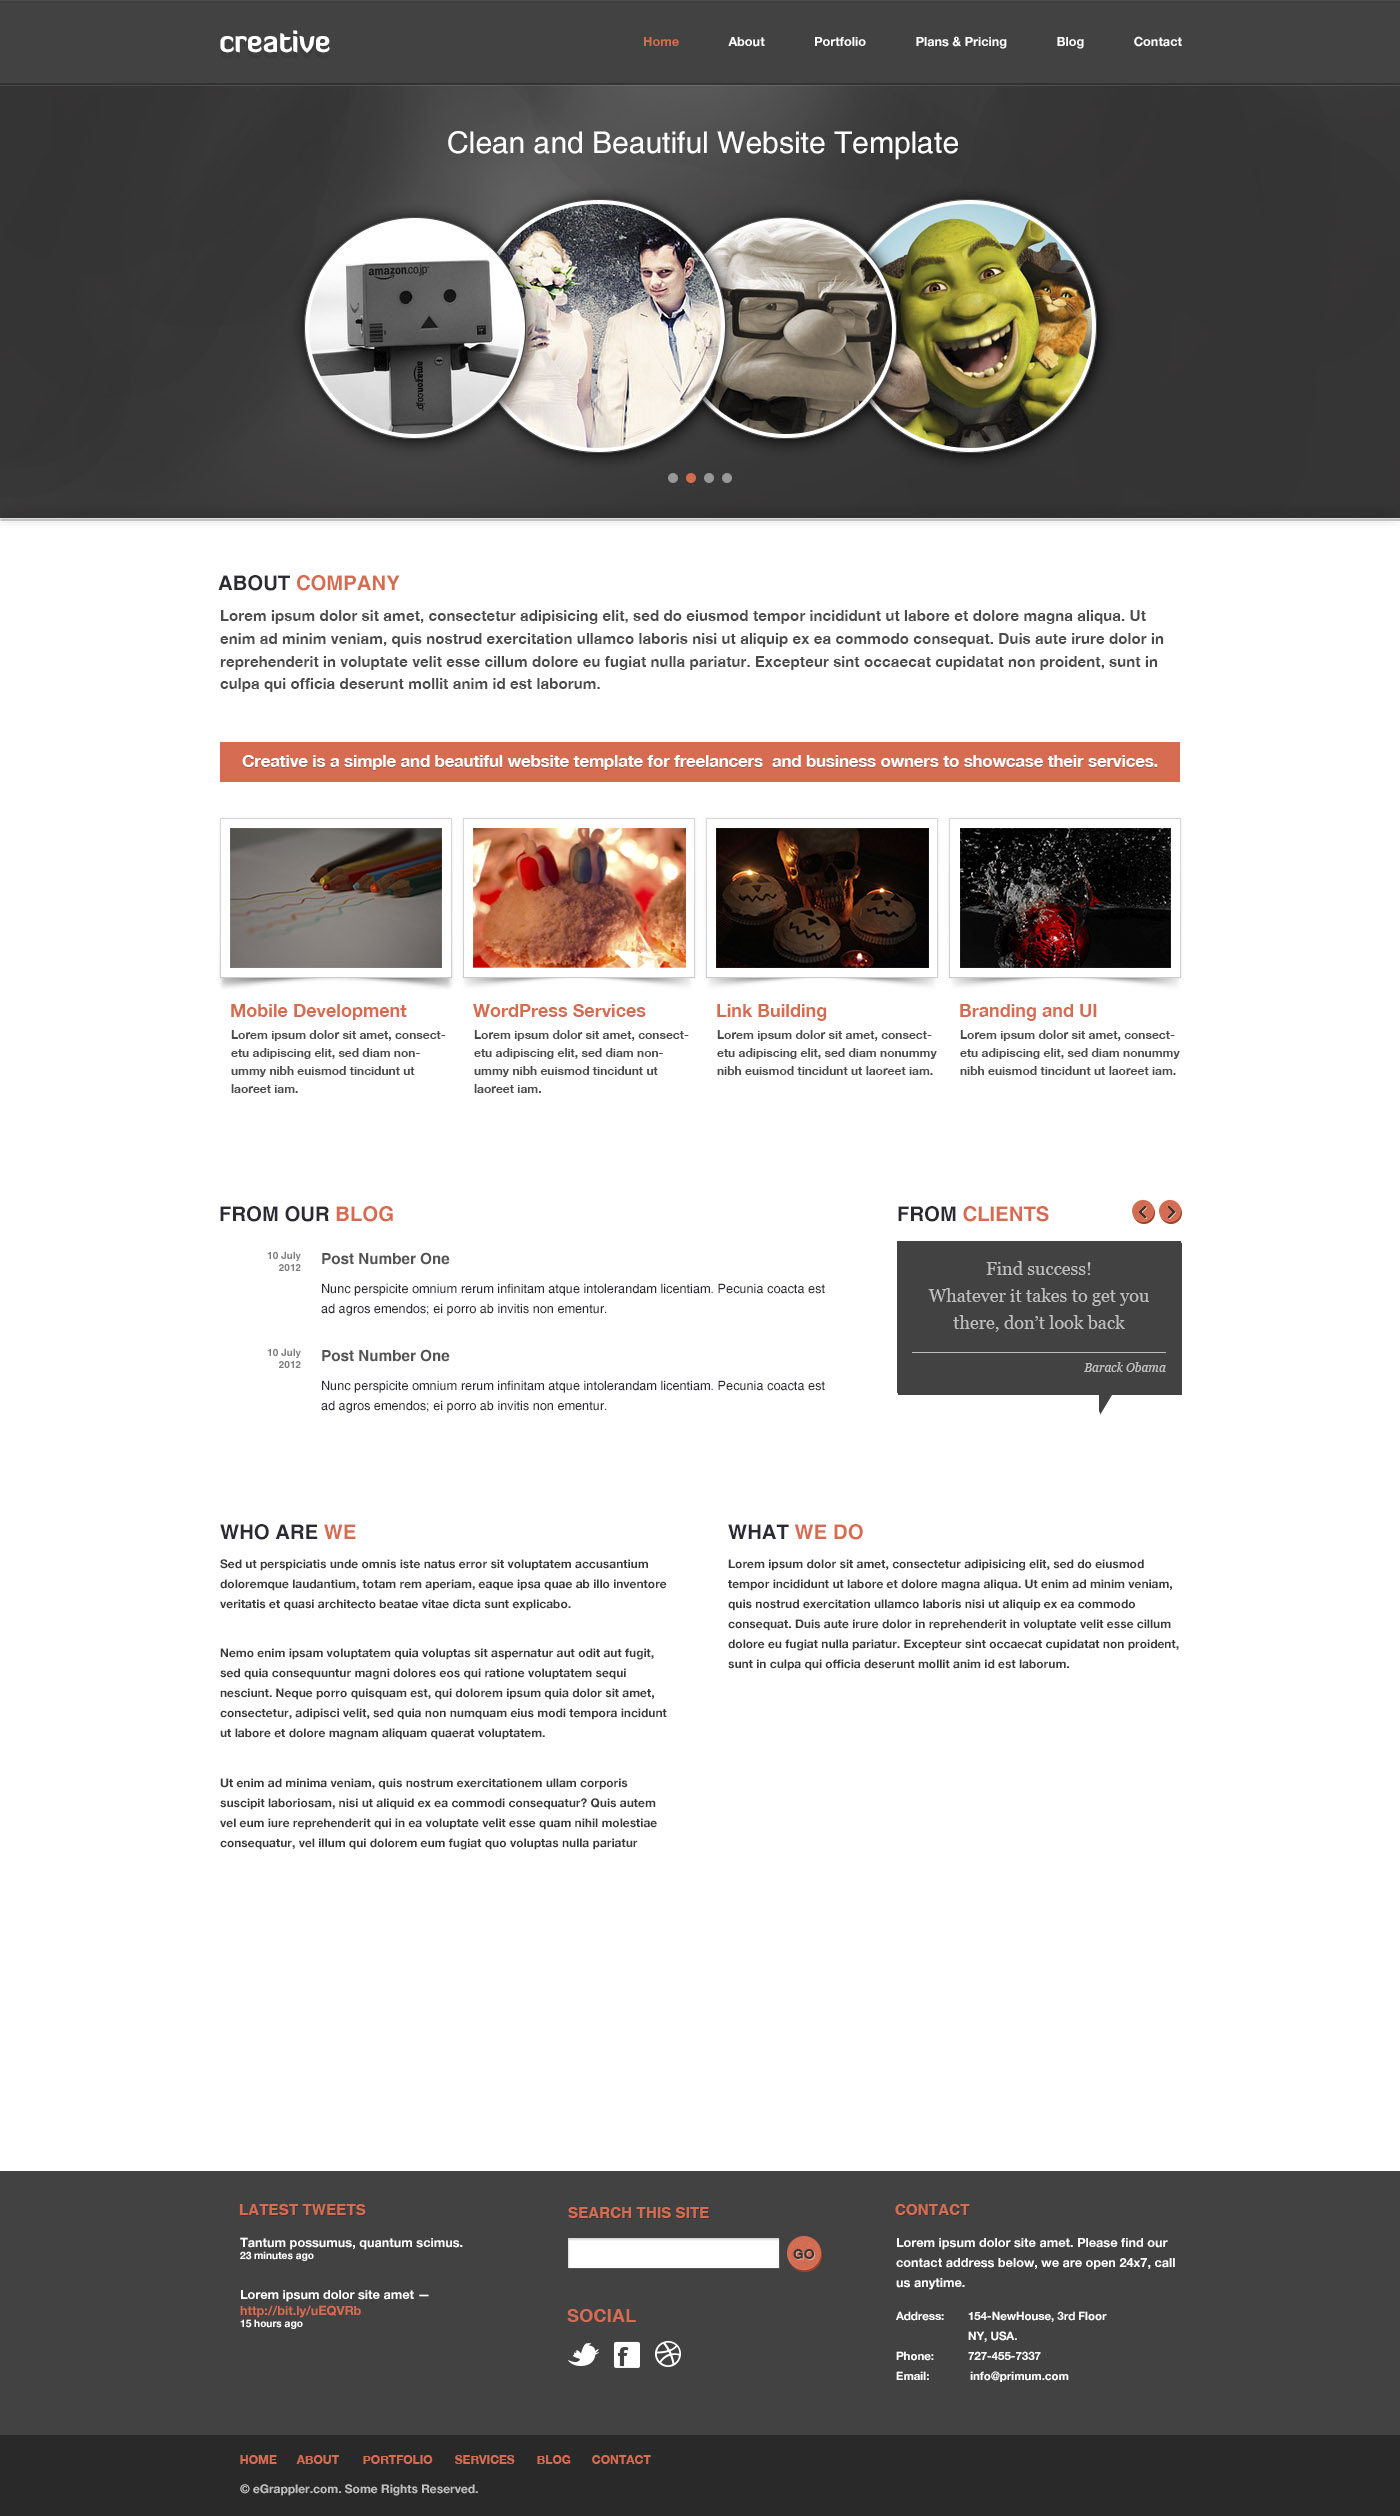 creative
Home About Portfolio Plans & Pricing Blog Contact
Clean and Beautiful Website Template
amazon.co.jp
amazon.co.jp
ABOUT COMPANY
Lorem ipsum dolor sit amet, consectetur adipisicing elit, sed do eiusmod tempor incididunt ut labore et dolore magna aliqua. Ut
enim ad minim veniam, quis nostrud exercitation ullamco laboris nisi ut aliquip ex ea commodo consequat. Duis aute irure dolor in
reprehenderit in voluptate velit esse cillum dolore eu fugiat nulla pariatur. Excepteur sint occaecat cupidatat non proident, sunt in
culpa qui officia deserunt mollit anim id est laborum.
Creative is a simple and beautiful website template for freelancers  and business owners to showcase their services.
Mobile Development
Lorem ipsum dolor sit amet, consect-
etu adipiscing elit, sed diam non-
ummy nibh euismod tincidunt ut
laoreet iam.
WordPress Services
Lorem ipsum dolor sit amet, consect-
etu adipiscing elit, sed diam non-
ummy nibh euismod tincidunt ut
laoreet iam.
Link Building
Lorem ipsum dolor sit amet, consect-
etu adipiscing elit, sed diam nonummy
nibh euismod tincidunt ut laoreet iam.
Branding and UI
Lorem ipsum dolor sit amet, consect-
etu adipiscing elit, sed diam nonummy
nibh euismod tincidunt ut laoreet iam.
FROM OUR BLOG
10 July
2012
Post Number One
Nunc perspicite omnium rerum infinitam atque intolerandam licentiam. Pecunia coacta est
ad agros emendos; ei porro ab invitis non ementur.
10 July
2012
Post Number One
Nunc perspicite omnium rerum infinitam atque intolerandam licentiam. Pecunia coacta est
ad agros emendos; ei porro ab invitis non ementur.
FROM CLIENTS
Find success!
Whatever it takes to get you
there, don’t look back
Barack Obama
WHO ARE WE
Sed ut perspiciatis unde omnis iste natus error sit voluptatem accusantium
doloremque laudantium, totam rem aperiam, eaque ipsa quae ab illo inventore
veritatis et quasi architecto beatae vitae dicta sunt explicabo.
Nemo enim ipsam voluptatem quia voluptas sit aspernatur aut odit aut fugit,
sed quia consequuntur magni dolores eos qui ratione voluptatem sequi
nesciunt. Neque porro quisquam est, qui dolorem ipsum quia dolor sit amet,
consectetur, adipisci velit, sed quia non numquam eius modi tempora incidunt
ut labore et dolore magnam aliquam quaerat voluptatem.
Ut enim ad minima veniam, quis nostrum exercitationem ullam corporis
suscipit laboriosam, nisi ut aliquid ex ea commodi consequatur? Quis autem
vel eum iure reprehenderit qui in ea voluptate velit esse quam nihil molestiae
consequatur, vel illum qui dolorem eum fugiat quo voluptas nulla pariatur
WHAT WE DO
Lorem ipsum dolor sit amet, consectetur adipisicing elit, sed do eiusmod
tempor incididunt ut labore et dolore magna aliqua. Ut enim ad minim veniam,
quis nostrud exercitation ullamco laboris nisi ut aliquip ex ea commodo
consequat. Duis aute irure dolor in reprehenderit in voluptate velit esse cillum
dolore eu fugiat nulla pariatur. Excepteur sint occaecat cupidatat non proident,
sunt in culpa qui officia deserunt mollit anim id est laborum.
LATEST TWEETS
Tantum possumus, quantum scimus.
23 minutes ago
Lorem ipsum dolor site amet —
http://bit.ly/uEQVRb
15 hours ago
SEARCH THIS SITE
GO
SOCIAL
CONTACT
Lorem ipsum dolor site amet. Please find our
contact address below, we are open 24x7, call
us anytime.
Address: 154-NewHouse, 3rd Floor
NY, USA.
Phone: 727-455-7337
Email: info@primum.com
HOME ABOUT PORTFOLIO SERVICES BLOG CONTACT
© eGrappler.com. Some Rights Reserved.